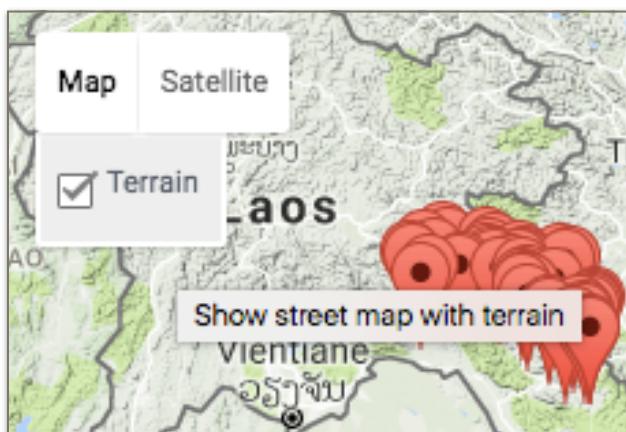 Map Satellite
Terrain
Laos
Show street map with terrain
Vientiane
ວຽງຈັນ